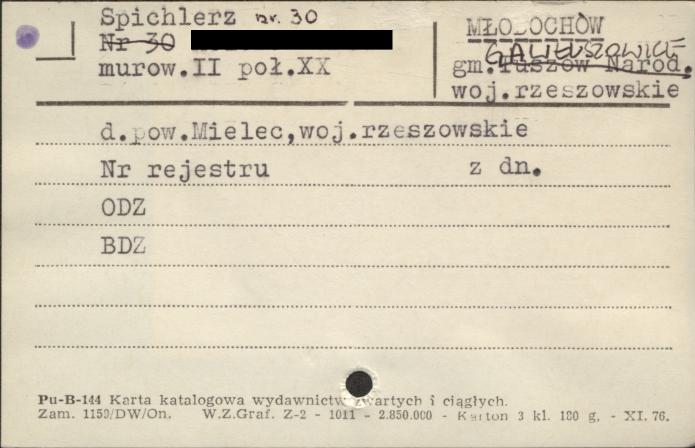 Spichlerz nr. 30
Nr 30
murow.II poł.XX
MŁODOCHÓW
GALIUSZOWICE
gm.Tuszów Narod.
woj.rzeszowskie
d.pow.Mielec,woj.rzeszowskie
Nr rejestru z dn.
ODZ
BDZ
Pu-B-144 Karta katalogowa wydawnictw zwartych i ciągłych.
Zam. 1159/DW/On. W.Z.Graf. Z-2 - 1011 - 2.850.000 - Karton 3 kl. 180 g. - XI. 76.